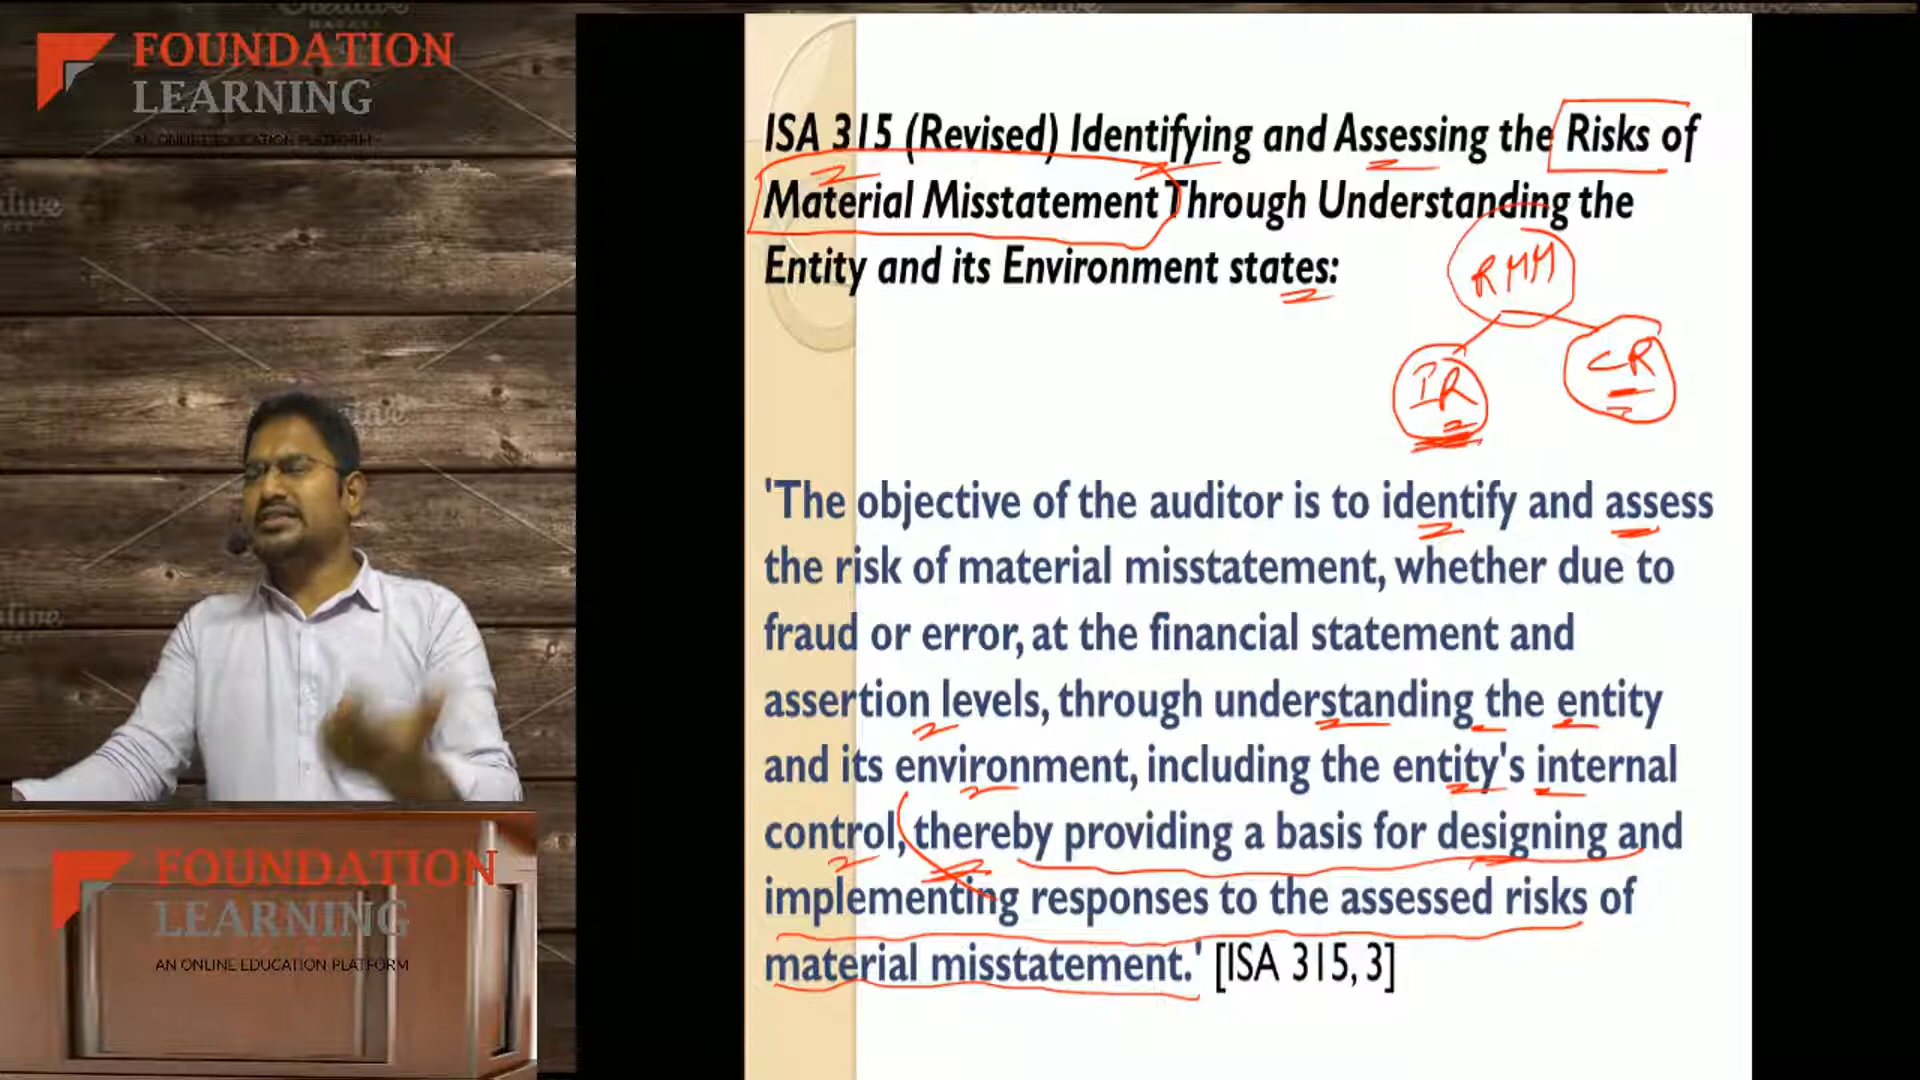 FOUNDATION
LEARNING
AN ONLINE EDUCATION PLATFORM
ISA 315 (Revised) Identifying and Assessing the Risks of
Material Misstatement Through Understanding the
Entity and its Environment states:
RMM
IR
CR
'The objective of the auditor is to identify and assess
the risk of material misstatement, whether due to
fraud or error, at the financial statement and
assertion levels, through understanding the entity
and its environment, including the entity's internal
control, thereby providing a basis for designing and
implementing responses to the assessed risks of
material misstatement.' [ISA 315, 3]
FOUNDATION
LEARNING
AN ONLINE EDUCATION PLATFORM